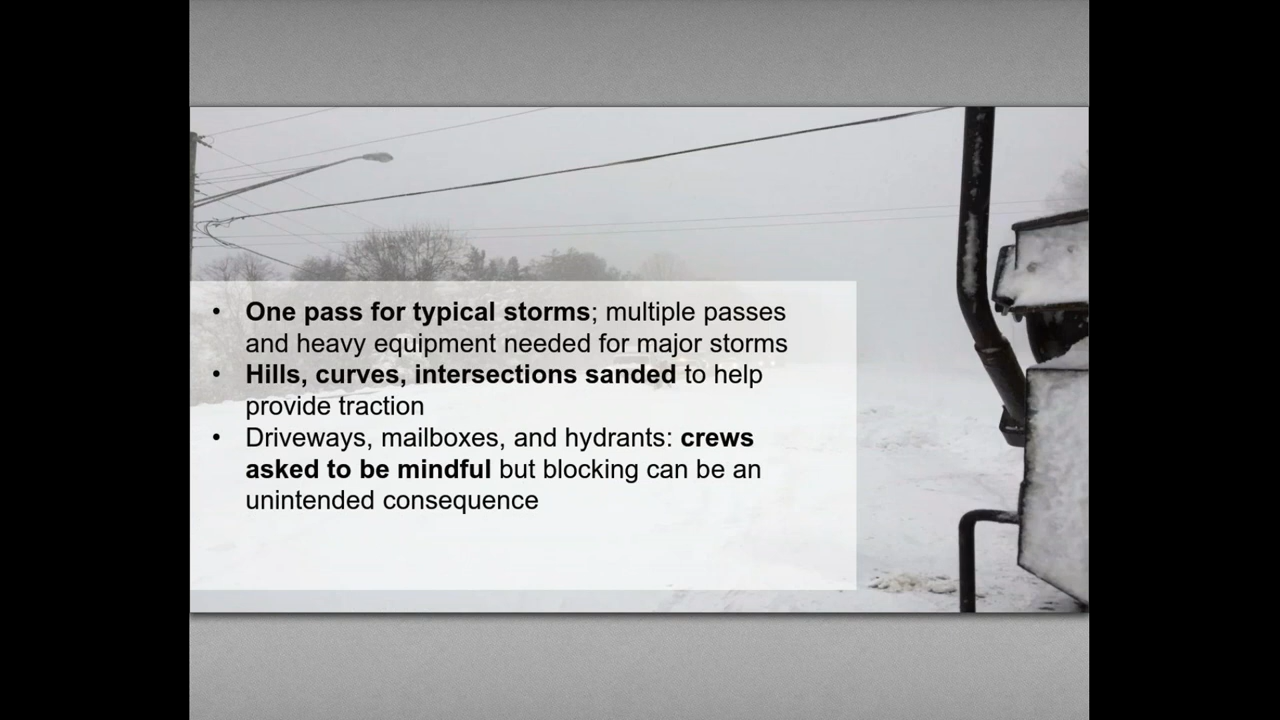 • One pass for typical storms; multiple passes
and heavy equipment needed for major storms
• Hills, curves, intersections sanded to help
provide traction
• Driveways, mailboxes, and hydrants: crews
asked to be mindful but blocking can be an
unintended consequence